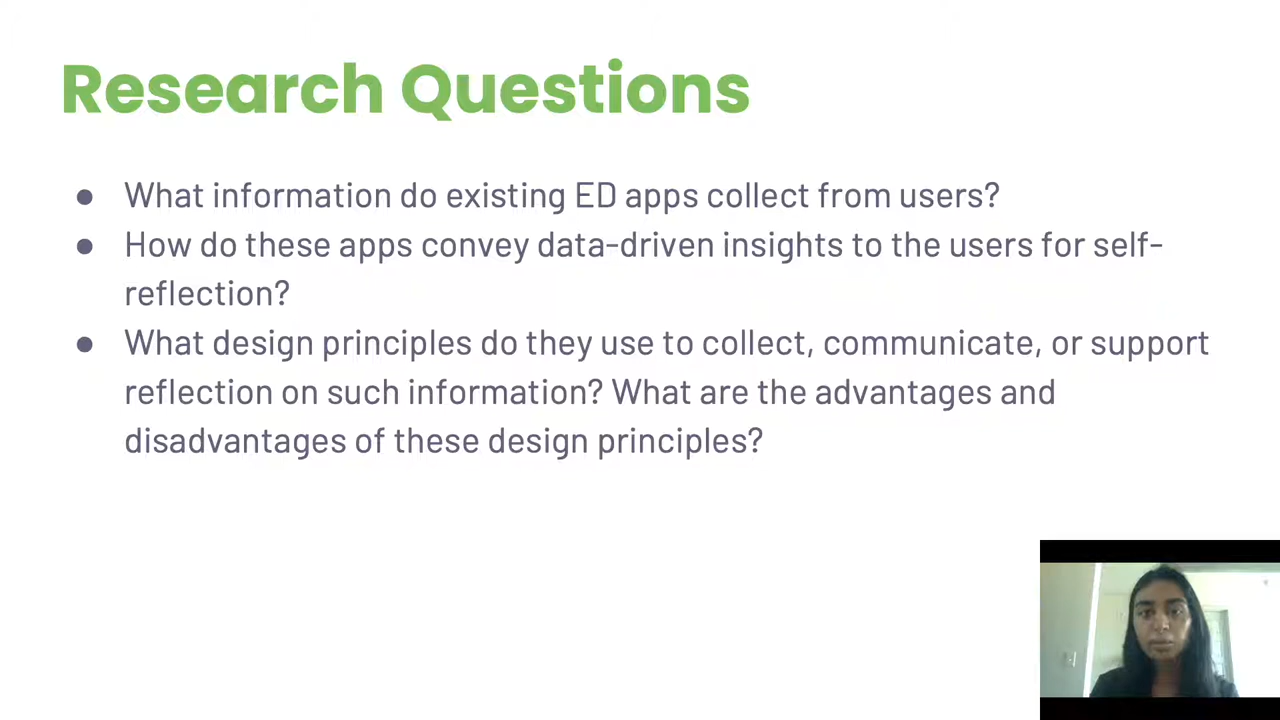 Research Questions
● What information do existing ED apps collect from users?
● How do these apps convey data-driven insights to the users for self-
reflection?
● What design principles do they use to collect, communicate, or support
reflection on such information? What are the advantages and
disadvantages of these design principles?